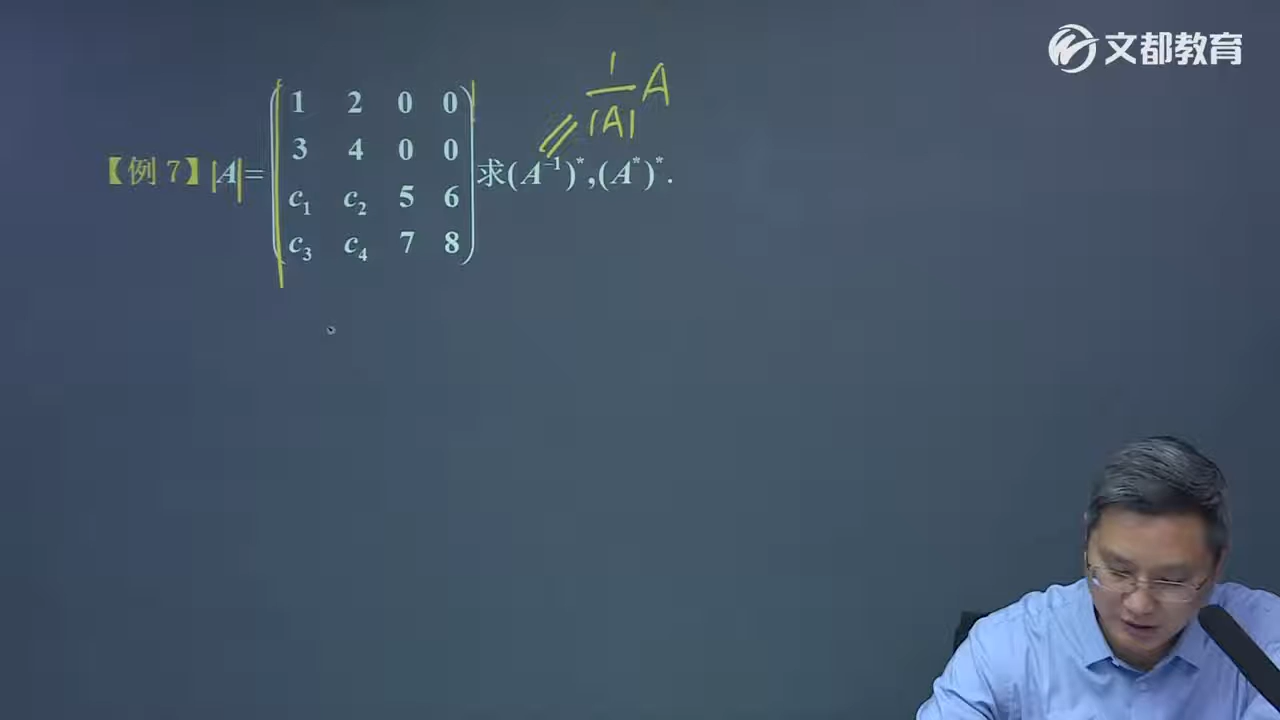 文都教育
1/|A| A
【例7】|A|= ( 1 2 0 0 求(A⁻¹)*,(A*)*.
3 4 0 0
c₁ c₂ 5 6
c₃ c₄ 7 8 )